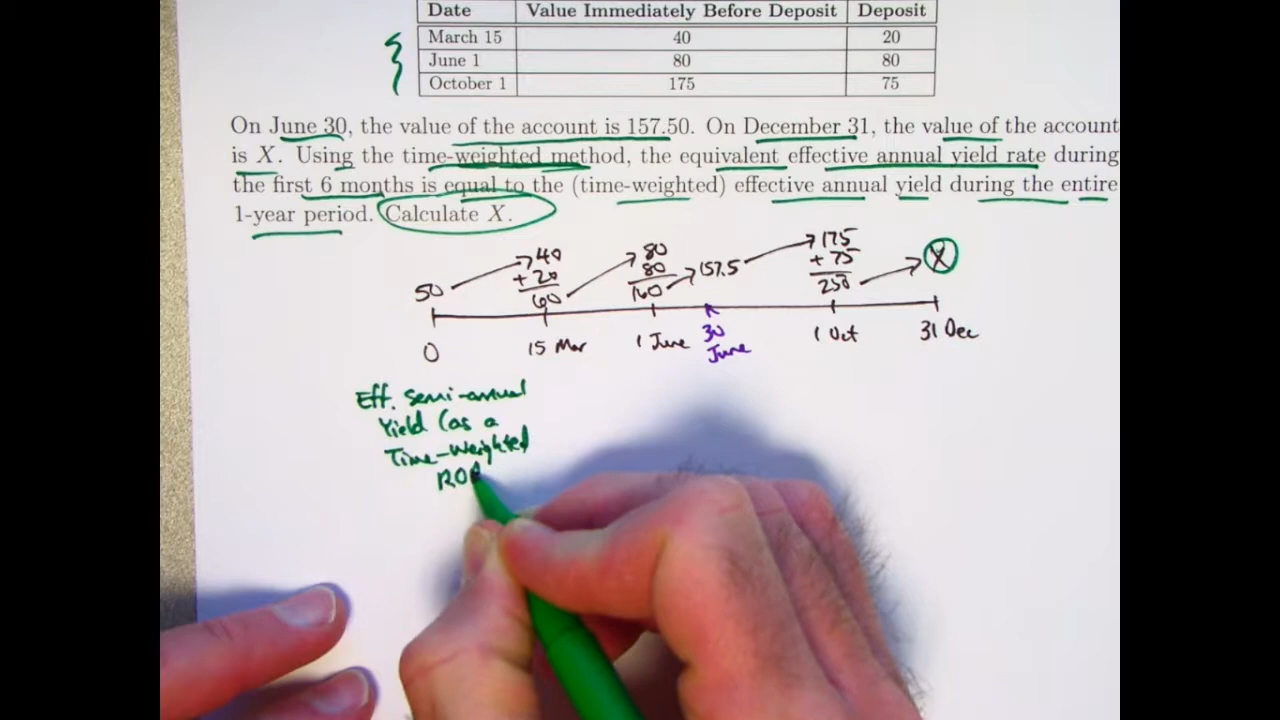 Date Value Immediately Before Deposit Deposit
March 15 40 20
June 1 80 80
October 1 175 75
On June 30, the value of the account is 157.50. On December 31, the value of the account
is X. Using the time-weighted method, the equivalent effective annual yield rate during
the first 6 months is equal to the (time-weighted) effective annual yield during the entire
1-year period. Calculate X.
40 80 175
+ 20 80 157.5 + 75 X
50 60 160 250
0 15 Mar 1 June 30 June 1 Oct 31 Dec
Eff. semi-annual
Yield (as a
Time-Weighted